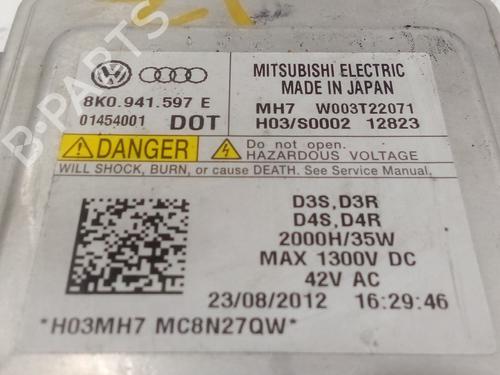 MITSUBISHI ELECTRIC
MADE IN JAPAN
8K0.941.597 E
MH7 W003T22071
01454001 DOT
H03/S0002 12823
DANGER
Do not open.
HAZARDOUS VOLTAGE
WILL SHOCK, BURN, or cause DEATH. See Service Manual.
D3S,D3R
D4S,D4R
2000H/35W
MAX 1300V DC
42V AC
23/08/2012 16:29:46
*H03MH7 MC8N27QW*
B-PARTS